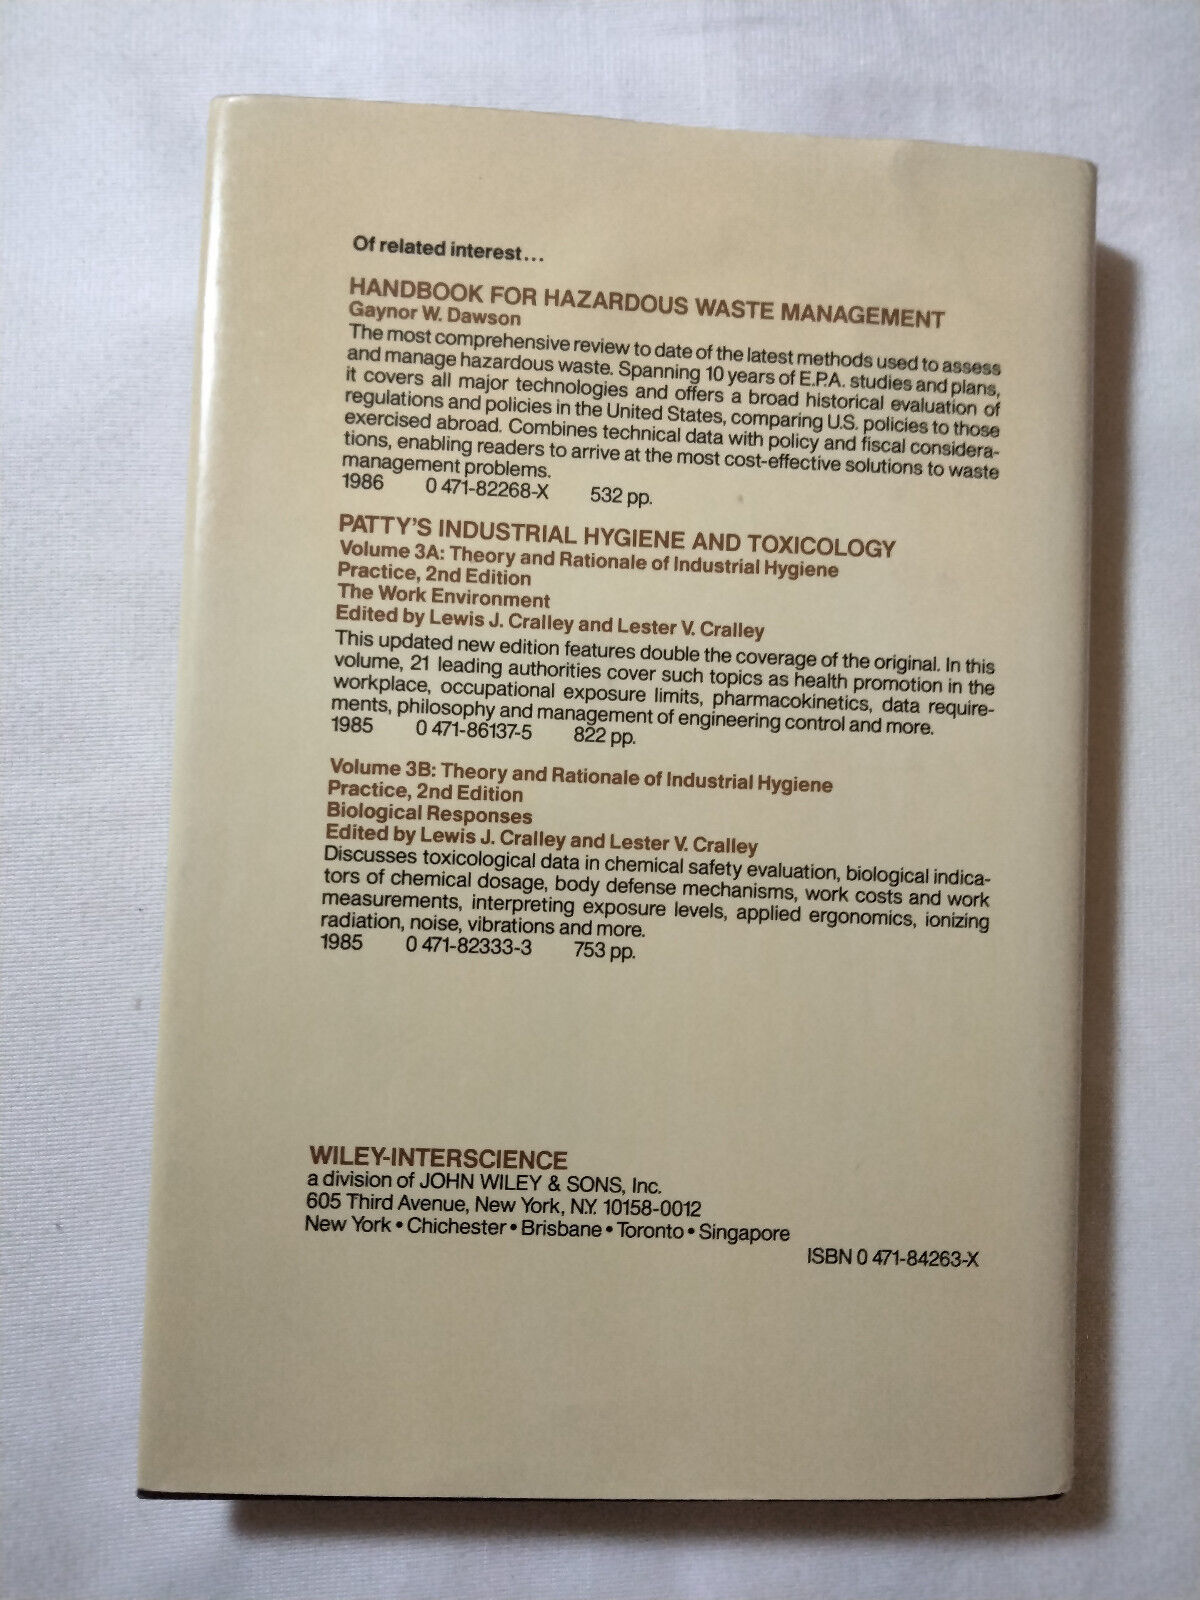 Of related interest...
HANDBOOK FOR HAZARDOUS WASTE MANAGEMENT
Gaynor W. Dawson
The most comprehensive review to date of the latest methods used to assess
and manage hazardous waste. Spanning 10 years of E.P.A. studies and plans,
it covers all major technologies and offers a broad historical evaluation of
regulations and policies in the United States, comparing U.S. policies to those
exercised abroad. Combines technical data with policy and fiscal considera-
tions, enabling readers to arrive at the most cost-effective solutions to waste
management problems.
1986 0 471-82268-X 532 pp.
PATTY'S INDUSTRIAL HYGIENE AND TOXICOLOGY
Volume 3A: Theory and Rationale of Industrial Hygiene
Practice, 2nd Edition
The Work Environment
Edited by Lewis J. Cralley and Lester V. Cralley
This updated new edition features double the coverage of the original. In this
volume, 21 leading authorities cover such topics as health promotion in the
workplace, occupational exposure limits, pharmacokinetics, data require-
ments, philosophy and management of engineering control and more.
1985 0 471-86137-5 822 pp.
Volume 3B: Theory and Rationale of Industrial Hygiene
Practice, 2nd Edition
Biological Responses
Edited by Lewis J. Cralley and Lester V. Cralley
Discusses toxicological data in chemical safety evaluation, biological indica-
tors of chemical dosage, body defense mechanisms, work costs and work
measurements, interpreting exposure levels, applied ergonomics, ionizing
radiation, noise, vibrations and more.
1985 0 471-82333-3 753 pp.
WILEY-INTERSCIENCE
a division of JOHN WILEY & SONS, Inc.
605 Third Avenue, New York, N.Y. 10158-0012
New York • Chichester • Brisbane • Toronto • Singapore
ISBN 0 471-84263-X